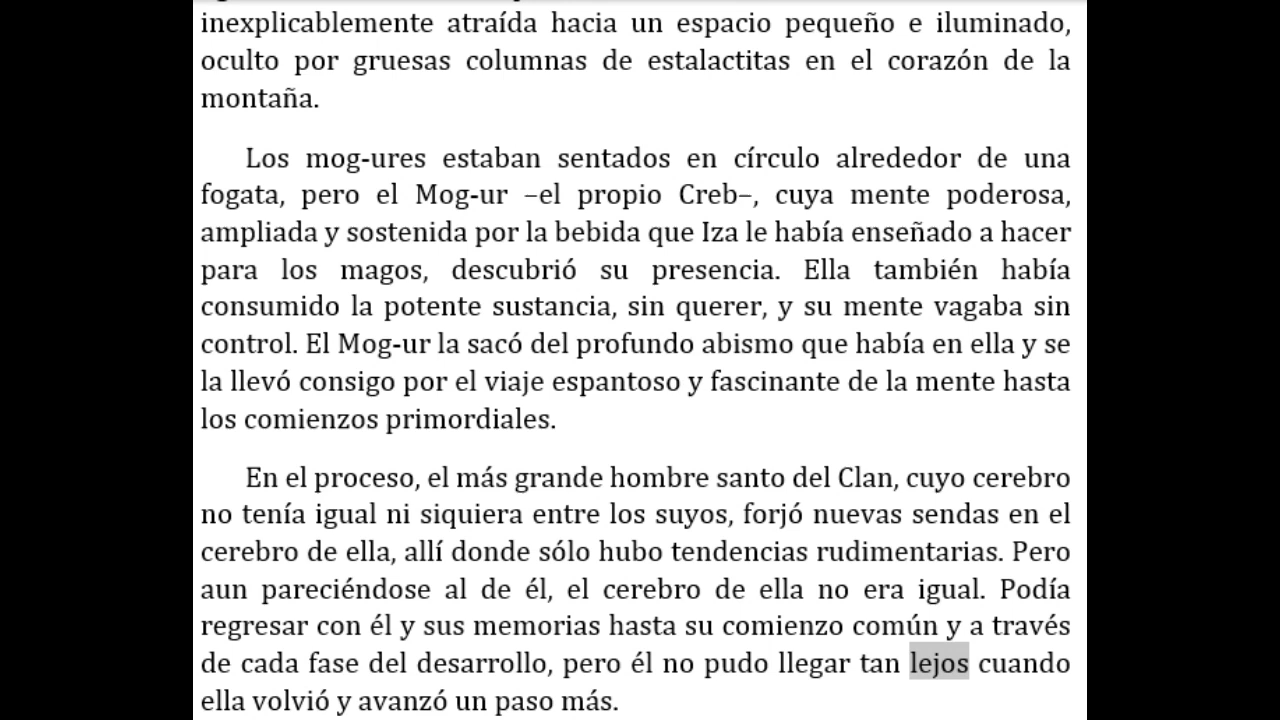 inexplicablemente atraída hacia un espacio pequeño e iluminado,
oculto por gruesas columnas de estalactitas en el corazón de la
montaña.
Los mog-ures estaban sentados en círculo alrededor de una
fogata, pero el Mog-ur –el propio Creb–, cuya mente poderosa,
ampliada y sostenida por la bebida que Iza le había enseñado a hacer
para los magos, descubrió su presencia. Ella también había
consumido la potente sustancia, sin querer, y su mente vagaba sin
control. El Mog-ur la sacó del profundo abismo que había en ella y se
la llevó consigo por el viaje espantoso y fascinante de la mente hasta
los comienzos primordiales.
En el proceso, el más grande hombre santo del Clan, cuyo cerebro
no tenía igual ni siquiera entre los suyos, forjó nuevas sendas en el
cerebro de ella, allí donde sólo hubo tendencias rudimentarias. Pero
aun pareciéndose al de él, el cerebro de ella no era igual. Podía
regresar con él y sus memorias hasta su comienzo común y a través
de cada fase del desarrollo, pero él no pudo llegar tan lejos cuando
ella volvió y avanzó un paso más.